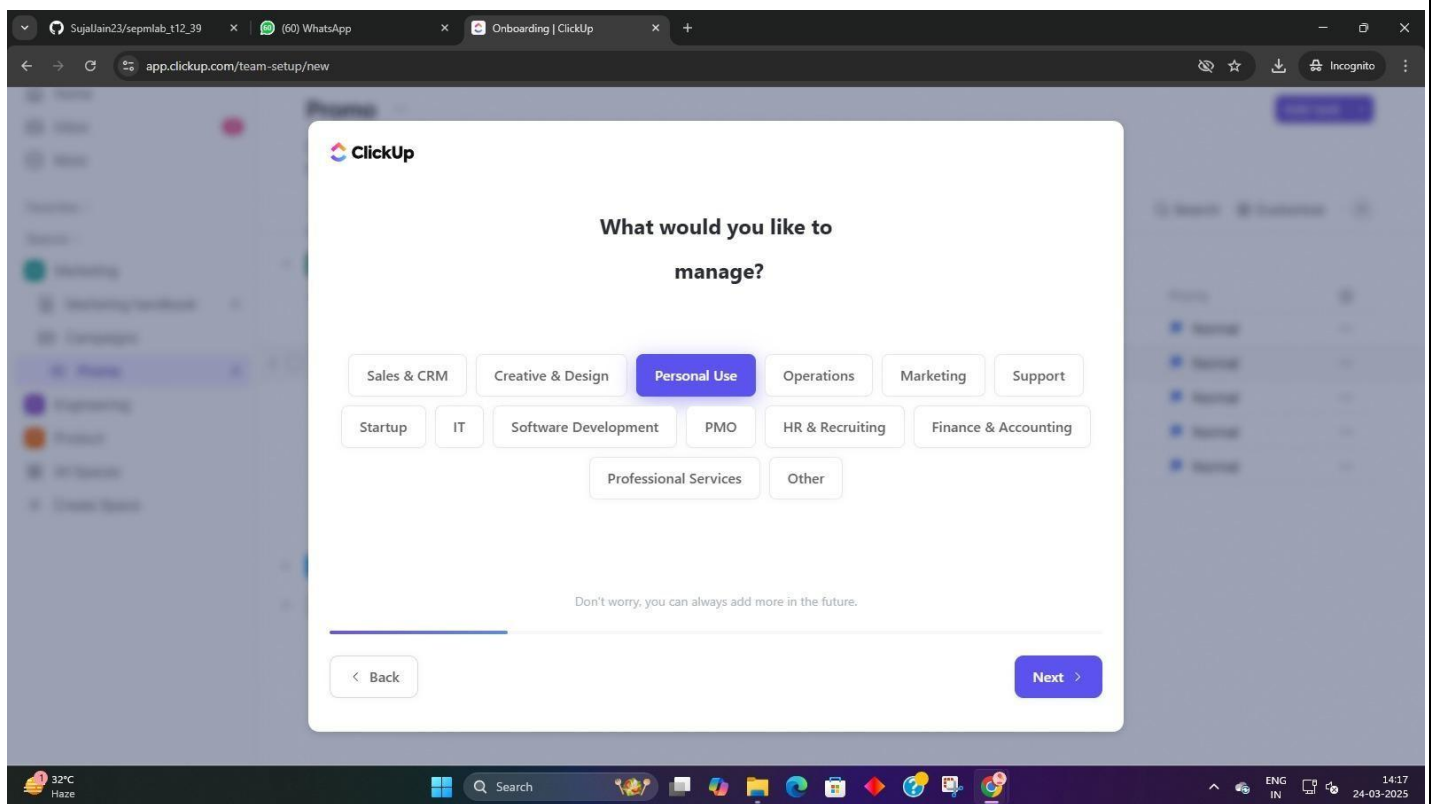 SujalJain23/sepmlab_t12_39
(60) WhatsApp
Onboarding | ClickUp
app.clickup.com/team-setup/new
Incognito
Promo
ClickUp
What would you like to
manage?
Sales & CRM Creative & Design Personal Use Operations Marketing Support
Startup IT Software Development PMO HR & Recruiting Finance & Accounting
Professional Services Other
Don't worry, you can always add more in the future.
Back
Next
1
32°C
Haze
Search
ENG
IN
14:17
24-03-2025